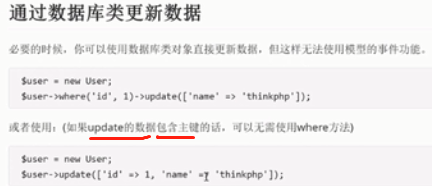 通过数据库类更新数据
必要的时候，你可以使用数据库类对象直接更新数据，但这样无法使用模型的事件功能。
$user = new User;
$user->where('id', 1)->update(['name' => 'thinkphp']);
或者使用：(如果update的数据包含主键的话，可以无需使用where方法)
$user = new User;
$user->update(['id' => 1, 'name' => 'thinkphp']);